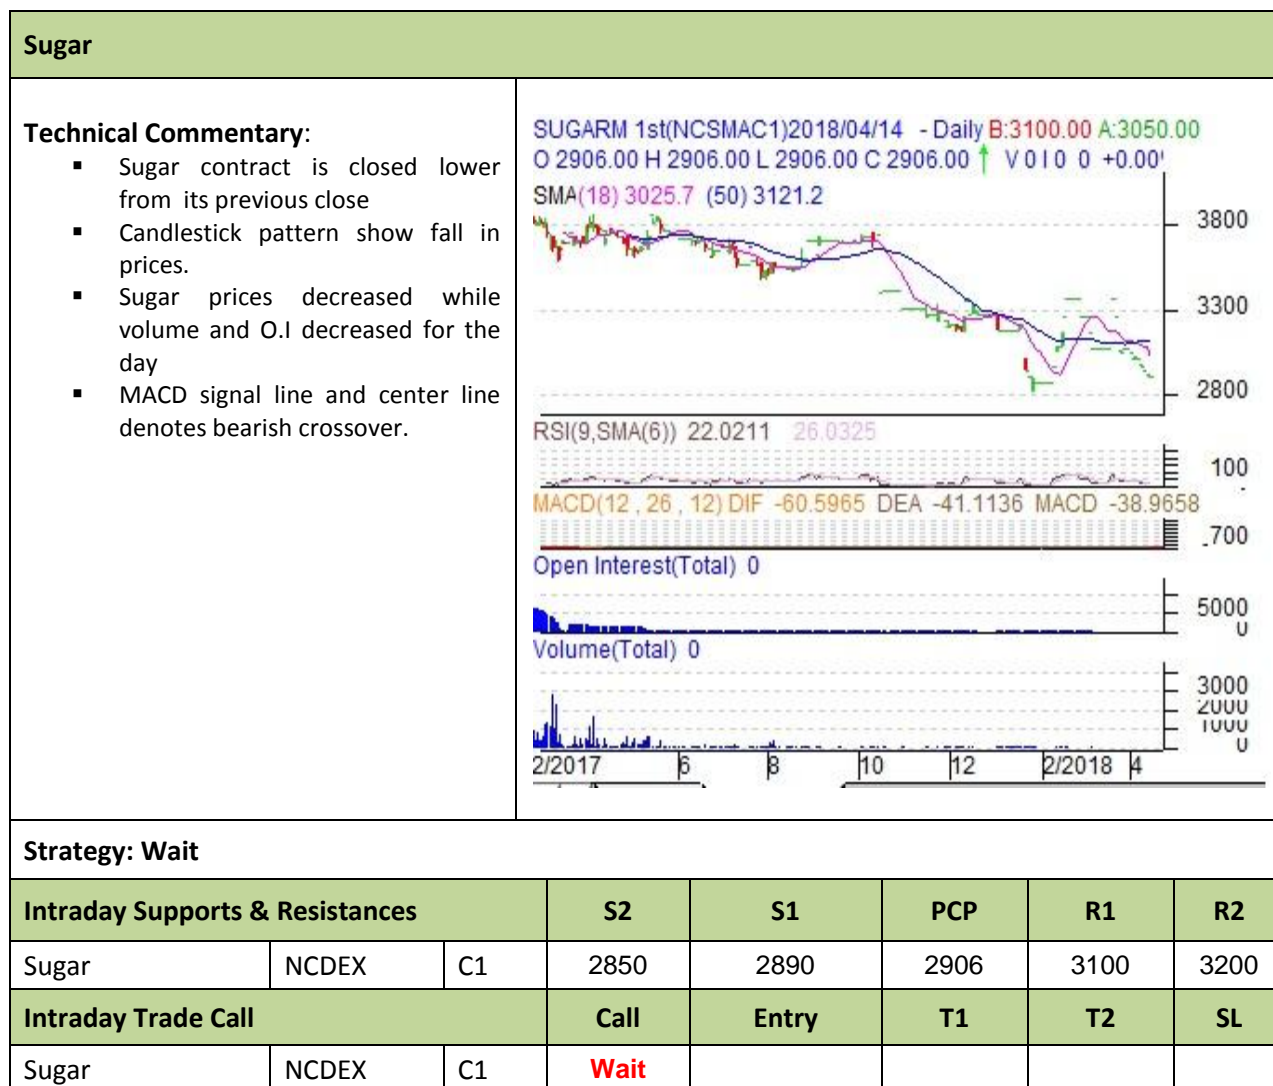 Sugar
Technical Commentary:
▪ Sugar contract is closed lower
from its previous close
▪ Candlestick pattern show fall in
prices.
▪ Sugar prices decreased while
volume and O.I decreased for the
day
▪ MACD signal line and center line
denotes bearish crossover.
SUGARM 1st(NCSMAC1)2018/04/14 - Daily B:3100.00 A:3050.00
O 2906.00 H 2906.00 L 2906.00 C 2906.00 ↑ V 0 I 0 0 +0.00
SMA(18) 3025.7 (50) 3121.2
3800
3300
2800
RSI(9,SMA(6)) 22.0211 26.0325
100
MACD(12 , 26 , 12) DIF -60.5965 DEA -41.1136 MACD -38.9658
-700
Open Interest(Total) 0
5000
0
Volume(Total) 0
3000
2000
1000
0
2/2017 6 8 10 12 2/2018 4
Strategy: Wait
Intraday Supports & Resistances S2 S1 PCP R1 R2
Sugar NCDEX C1 2850 2890 2906 3100 3200
Intraday Trade Call Call Entry T1 T2 SL
Sugar NCDEX C1 Wait